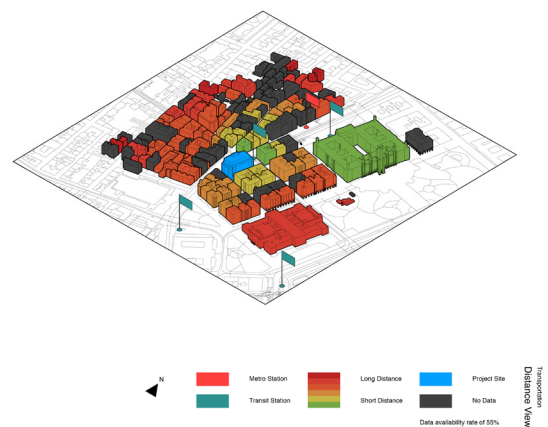 N
Metro Station
Long Distance
Project Site
Transit Station
Short Distance
No Data
Data availability rate of 55%
Transportation
Distance View